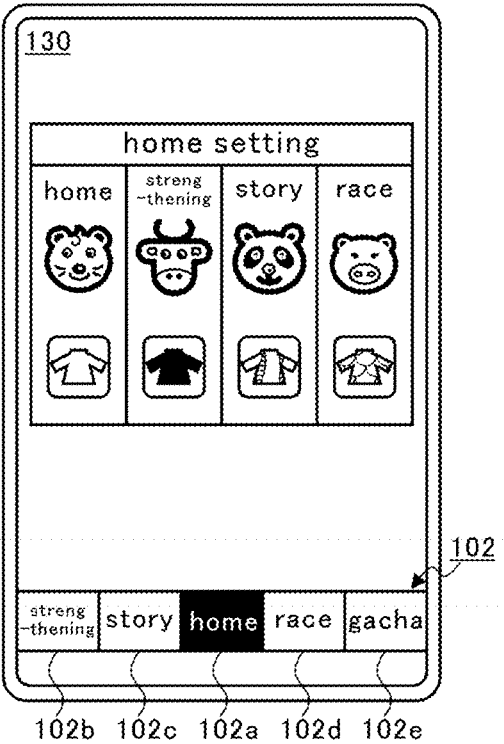 130
home setting
home
streng
-thening
story
race
102
streng
-thening
story
home
race
gacha
102b
102c
102a
102d
102e